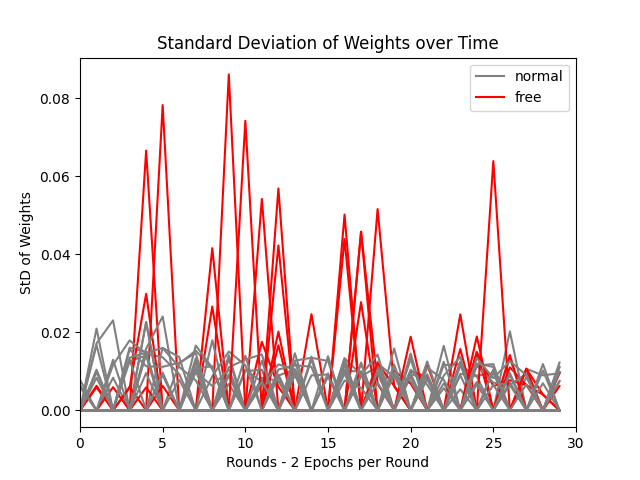 Standard Deviation of Weights over Time
normal
free
StD of Weights
0.08
0.06
0.04
0.02
0.00
0 5 10 15 20 25 30
Rounds - 2 Epochs per Round